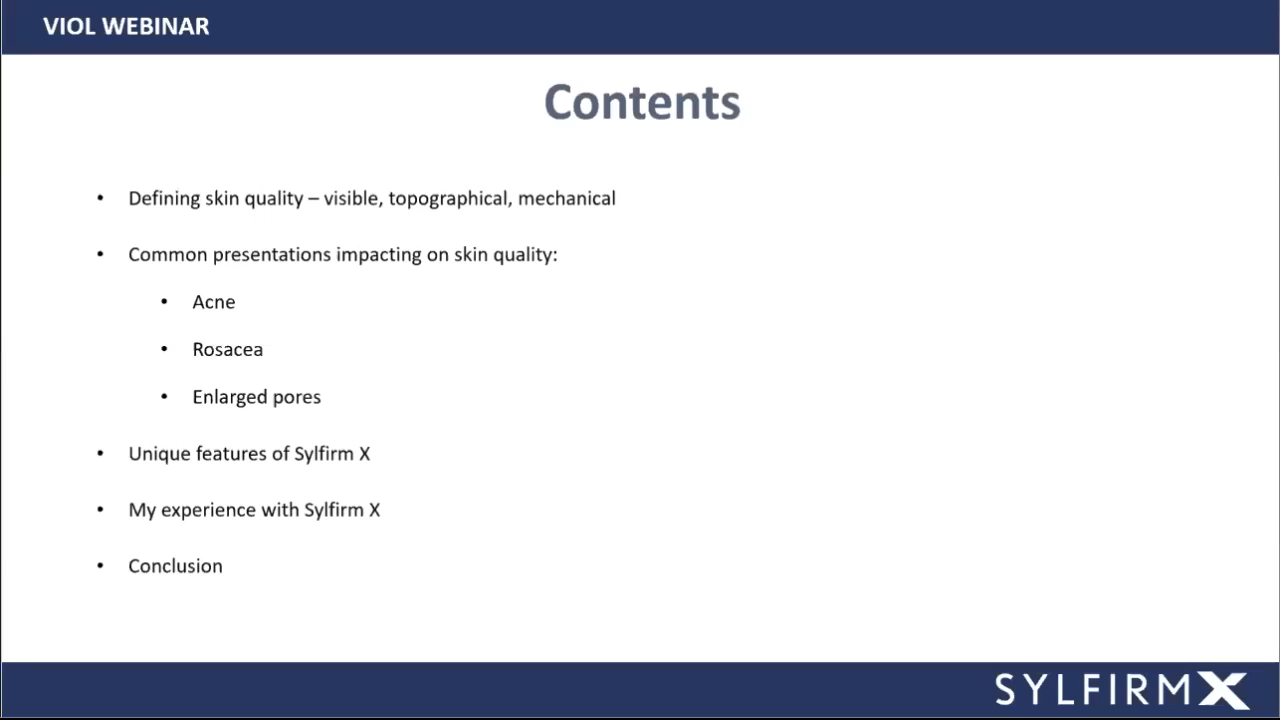 VIOL WEBINAR
Contents
• Defining skin quality – visible, topographical, mechanical
• Common presentations impacting on skin quality:
• Acne
• Rosacea
• Enlarged pores
• Unique features of Sylfirm X
• My experience with Sylfirm X
• Conclusion
SYLFIRM X